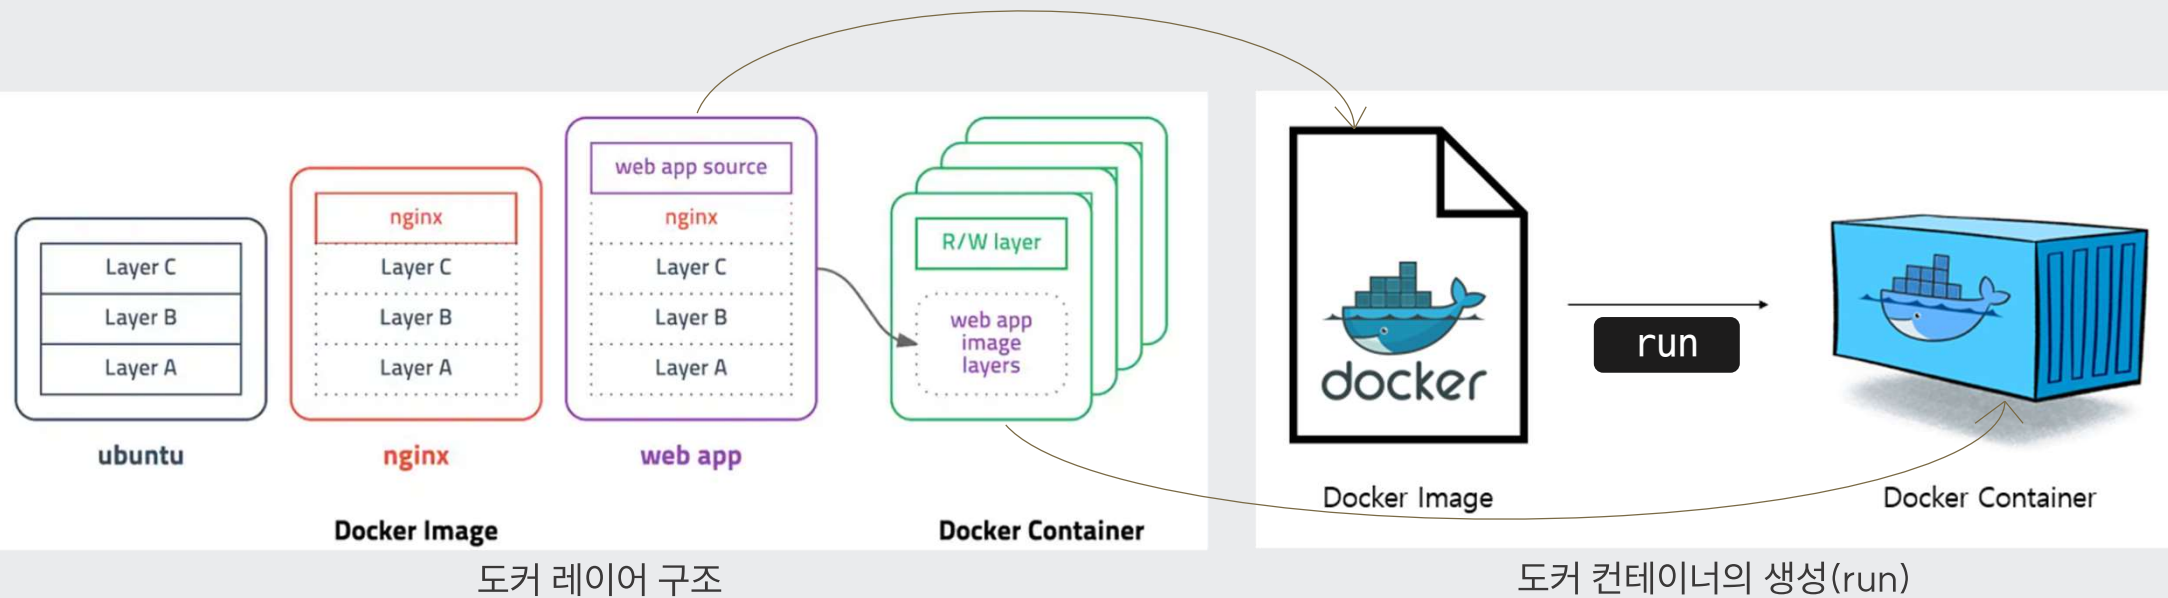 Layer C
Layer B
Layer A
ubuntu
nginx
Layer C
Layer B
Layer A
nginx
web app source
nginx
Layer C
Layer B
Layer A
web app
Docker Image
R/W layer
web app
image
layers
Docker Container
도커 레이어 구조
docker
Docker Image
run
Docker Container
도커 컨테이너의 생성(run)